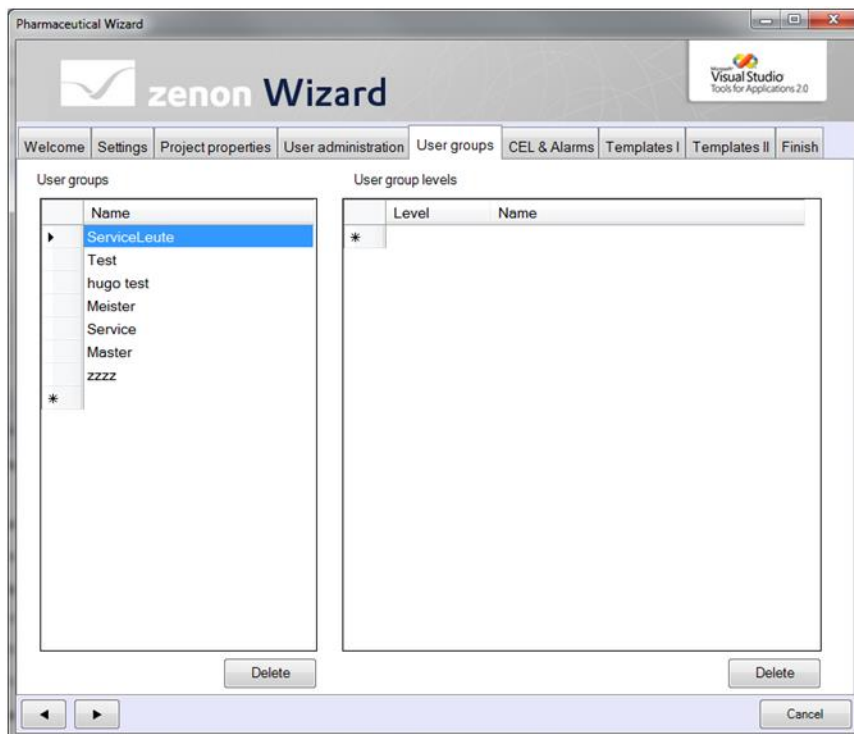 Pharmaceutical Wizard
zenon Wizard
Microsoft
Visual Studio
Tools for Applications 2.0
Welcome Settings Project properties User administration User groups CEL & Alarms Templates I Templates II Finish
User groups
User group levels
Name
Level Name
ServiceLeute
Test
hugo test
Meister
Service
Master
zzzz
Delete
Delete
Cancel